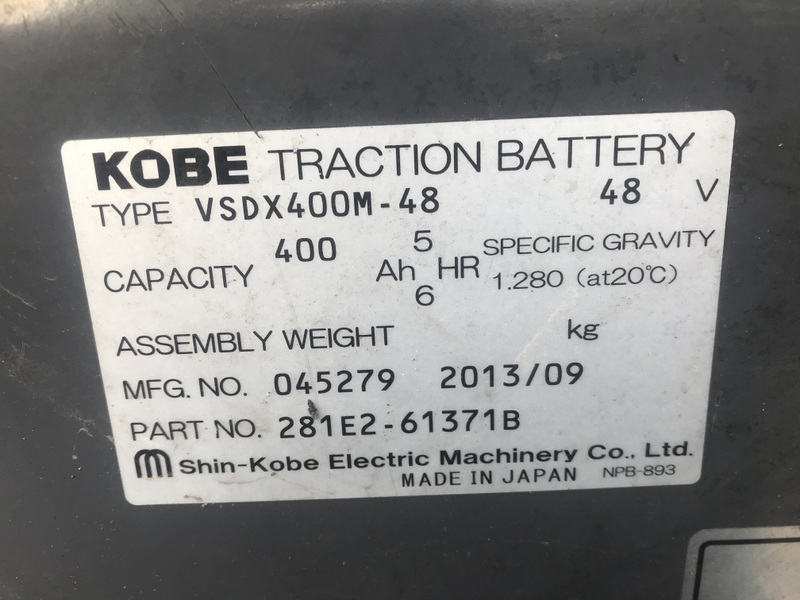 KOBE TRACTION BATTERY
TYPE VSDX400M-48 48 V
CAPACITY 400 Ah 5 HR SPECIFIC GRAVITY
6 1.280 (at20℃)
ASSEMBLY WEIGHT kg
MFG. NO. 045279 2013/09
PART NO. 281E2-61371B
Shin-Kobe Electric Machinery Co., Ltd.
MADE IN JAPAN NPB-893